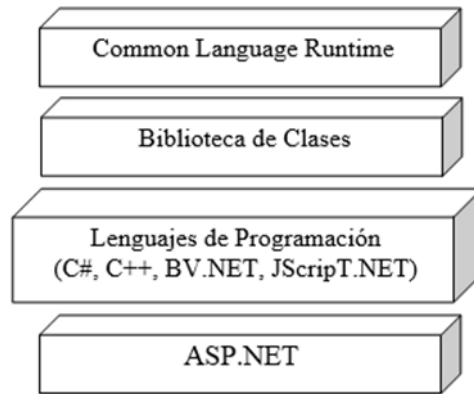 Common Language Runtime
Biblioteca de Clases
Lenguajes de Programación
(C#, C++, BV.NET, JScripT.NET)
ASP.NET